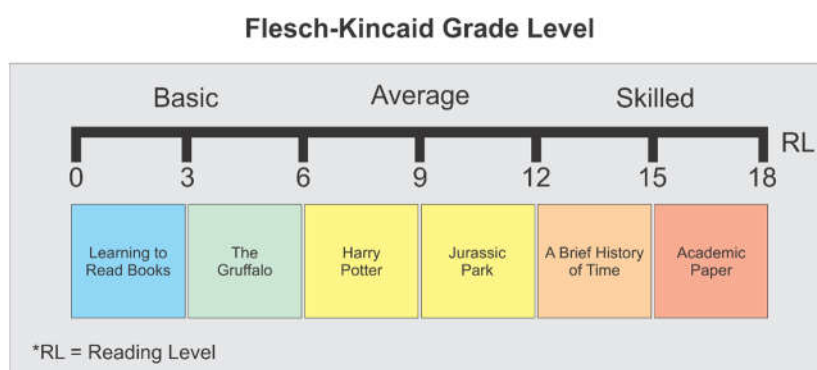 Flesch-Kincaid Grade Level
Basic Average Skilled
RL
0 3 6 9 12 15 18
Learning to
Read Books
The
Gruffalo
Harry
Potter
Jurassic
Park
A Brief History
of Time
Academic
Paper
*RL = Reading Level